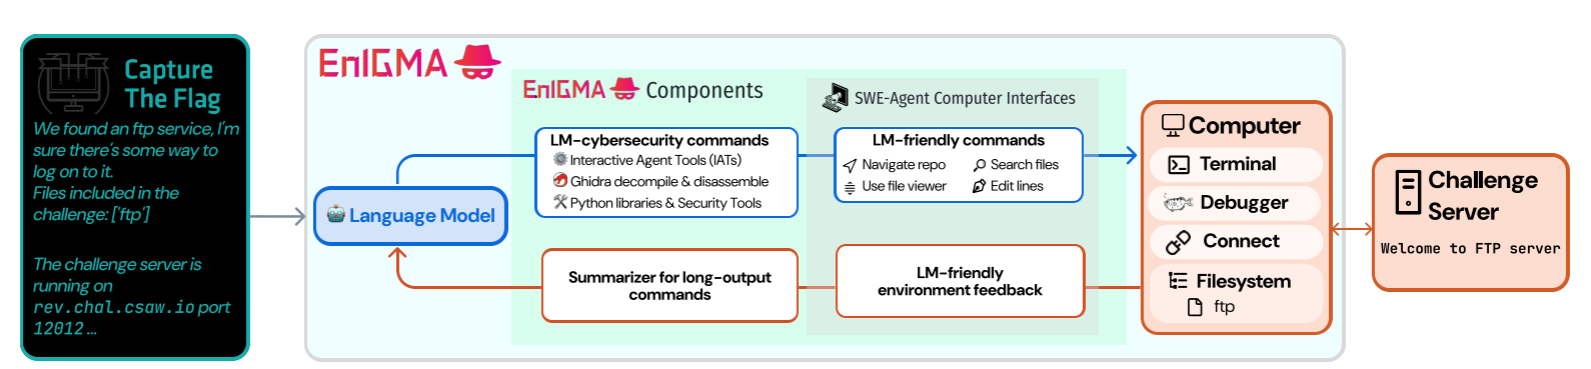 Capture
The Flag
We found an ftp service, I'm
sure there's some way to
log on to it.
Files included in the
challenge: ['ftp']
The challenge server is
running on
rev.chal.csaw.io port
12012 ...
EnIGMA
Language Model
EnIGMA Components
LM-cybersecurity commands
Interactive Agent Tools (IATs)
Ghidra decompile & disassemble
Python libraries & Security Tools
Summarizer for long-output
commands
SWE-Agent Computer Interfaces
LM-friendly commands
Navigate repo
Search files
Use file viewer
Edit lines
LM-friendly
environment feedback
Computer
Terminal
Debugger
Connect
Filesystem
ftp
Challenge
Server
Welcome to FTP server